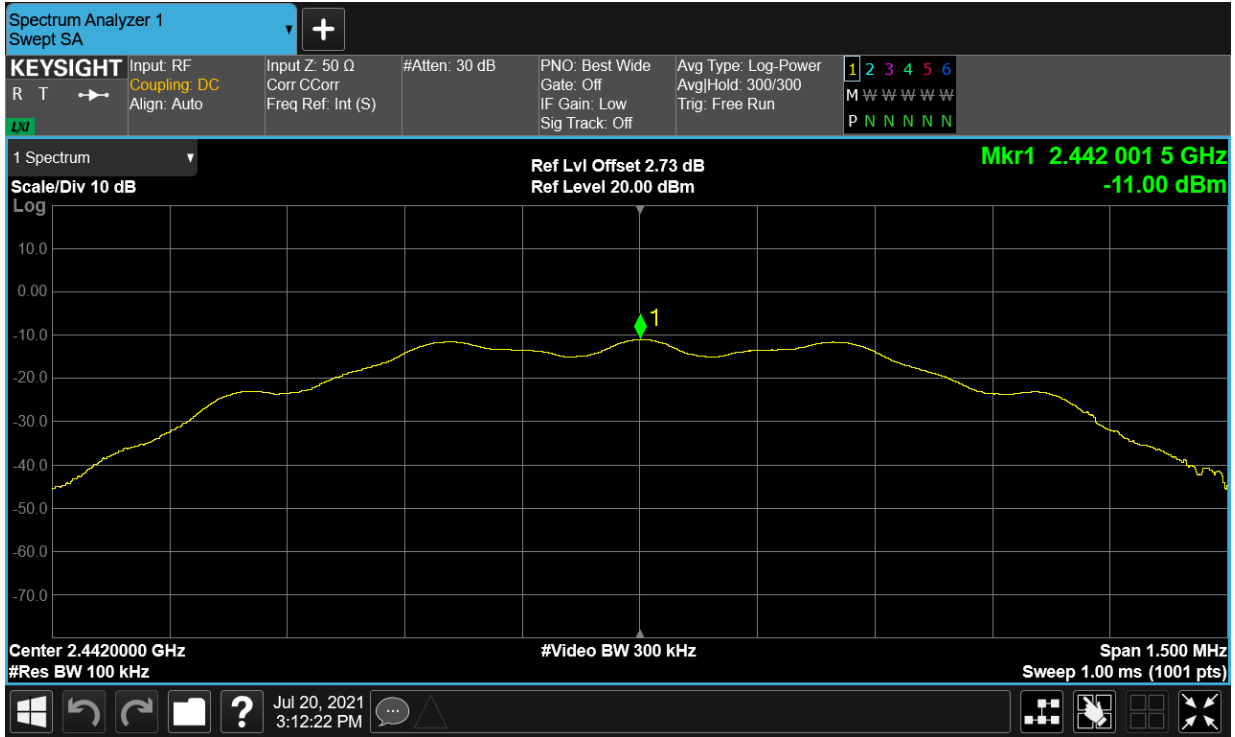 Spectrum Analyzer 1
Swept SA
+
KEYSIGHT
R T
LXI
Input: RF
Coupling: DC
Align: Auto
Input Z: 50 Ω
Corr CCorr
Freq Ref: Int (S)
#Atten: 30 dB
PNO: Best Wide
Gate: Off
IF Gain: Low
Sig Track: Off
Avg Type: Log-Power
Avg|Hold: 300/300
Trig: Free Run
1 2 3 4 5 6
M W W W W W
P N N N N N
1 Spectrum
Scale/Div 10 dB
Log
Ref Lvl Offset 2.73 dB
Ref Level 20.00 dBm
Mkr1 2.442 001 5 GHz
-11.00 dBm
10.0
0.00
-10.0
-20.0
-30.0
-40.0
-50.0
-60.0
-70.0
1
Center 2.4420000 GHz
#Res BW 100 kHz
#Video BW 300 kHz
Span 1.500 MHz
Sweep 1.00 ms (1001 pts)
?
Jul 20, 2021
3:12:22 PM